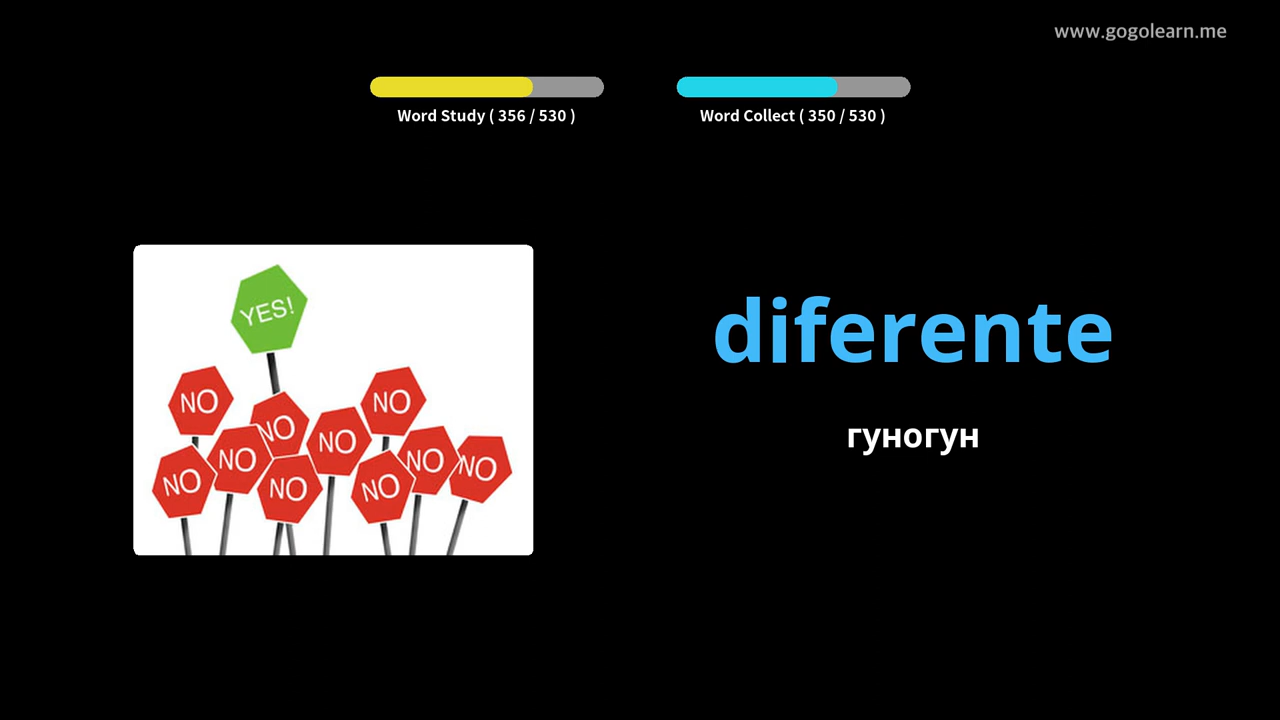 www.gogolearn.me
Word Study ( 356 / 530 )
Word Collect ( 350 / 530 )
YES!
NO
NO
NO
NO
NO
NO
NO
NO
NO
NO
diferente
гуногун